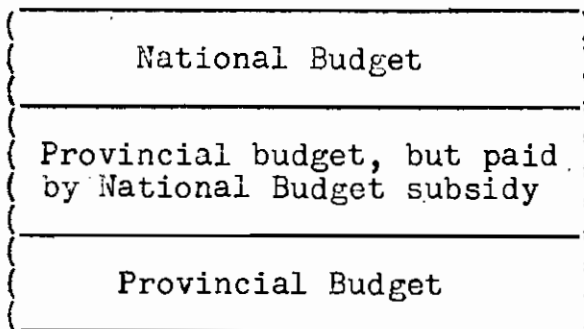 National Budget
Provincial budget, but paid
by National Budget subsidy
Provincial Budget